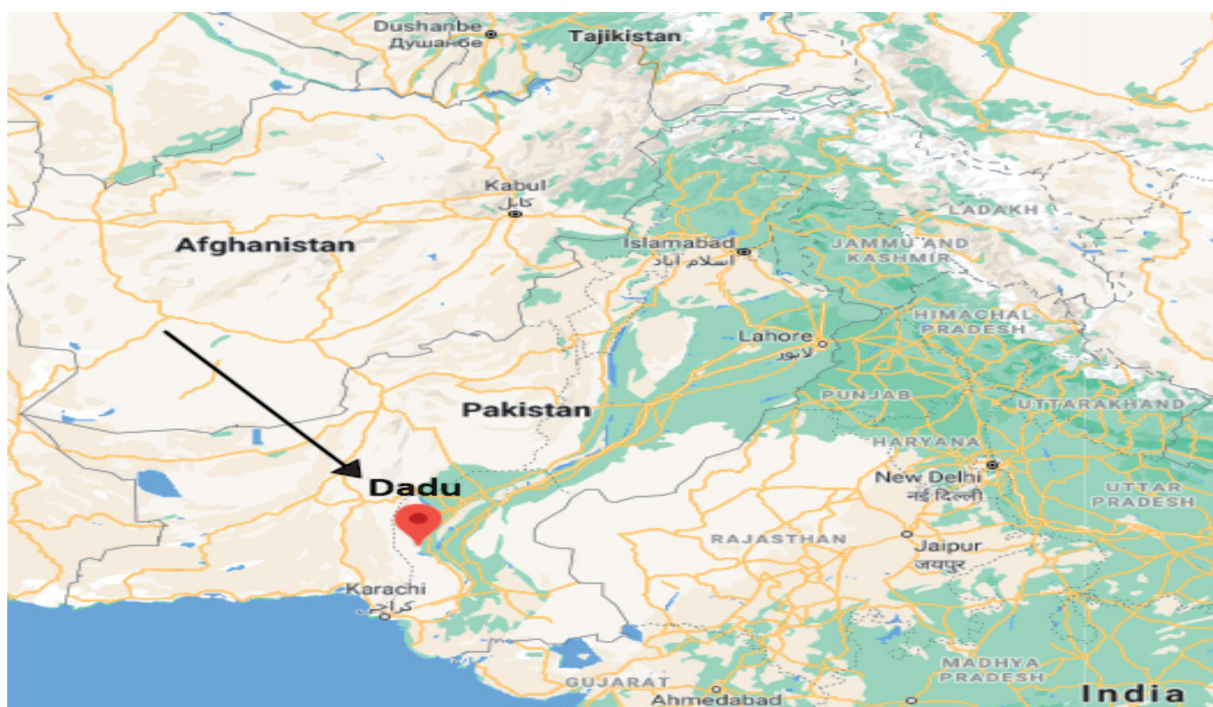 Dushanbe
Душанбе
Tajikistan
Kabul
کابل
LADAKH
Afghanistan
Islamabad
اسلام آباد
JAMMU AND
KASHMIR
HIMACHAL
PRADESH
Lahore
لاہور
Pakistan
PUNJAB
UTTARAKHAND
HARYANA
New Delhi
नई दिल्ली
Dadu
UTTAR
PRADESH
RAJASTHAN
Jaipur
जयपुर
Karachi
کراچی
MADHYA
PRADESH
GUJARAT
Ahmedabad
India